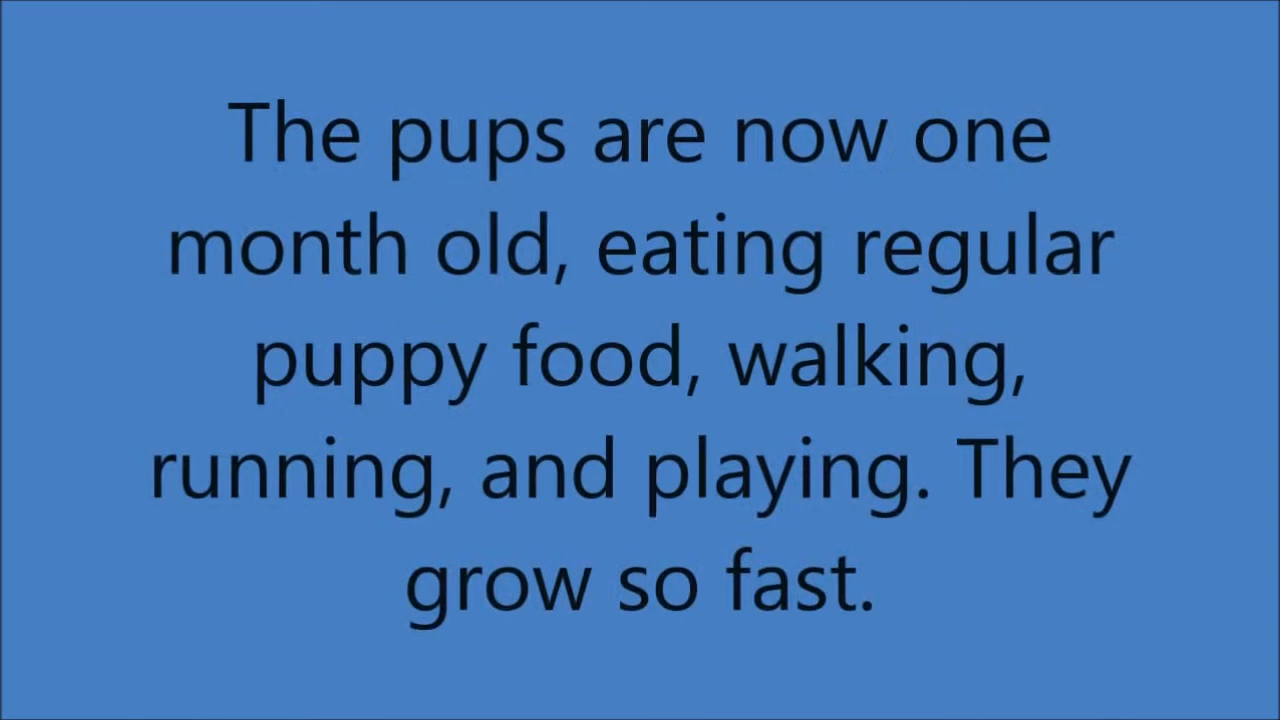 The pups are now one
month old, eating regular
puppy food, walking,
running, and playing. They
grow so fast.